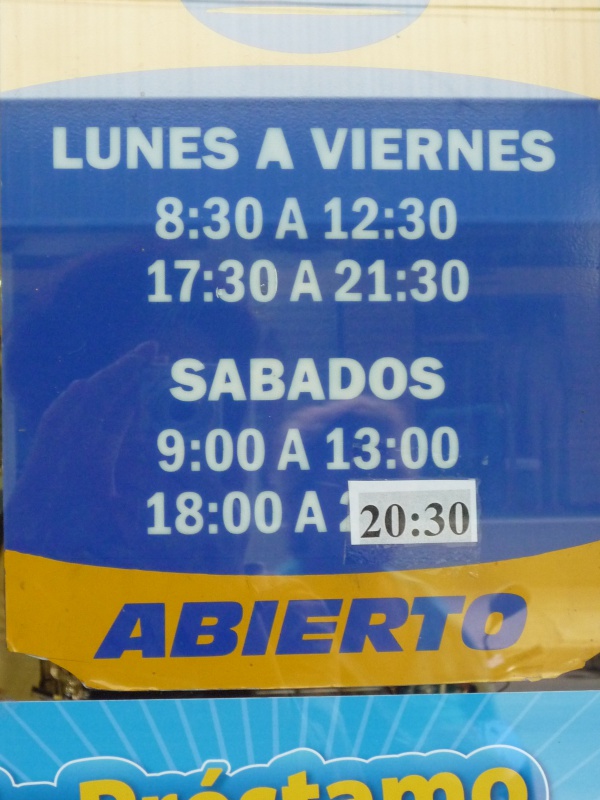 LUNES A VIERNES
8:30 A 12:30
17:30 A 21:30
SABADOS
9:00 A 13:00
18:00 A 20:30
ABIERTO
Préstamo